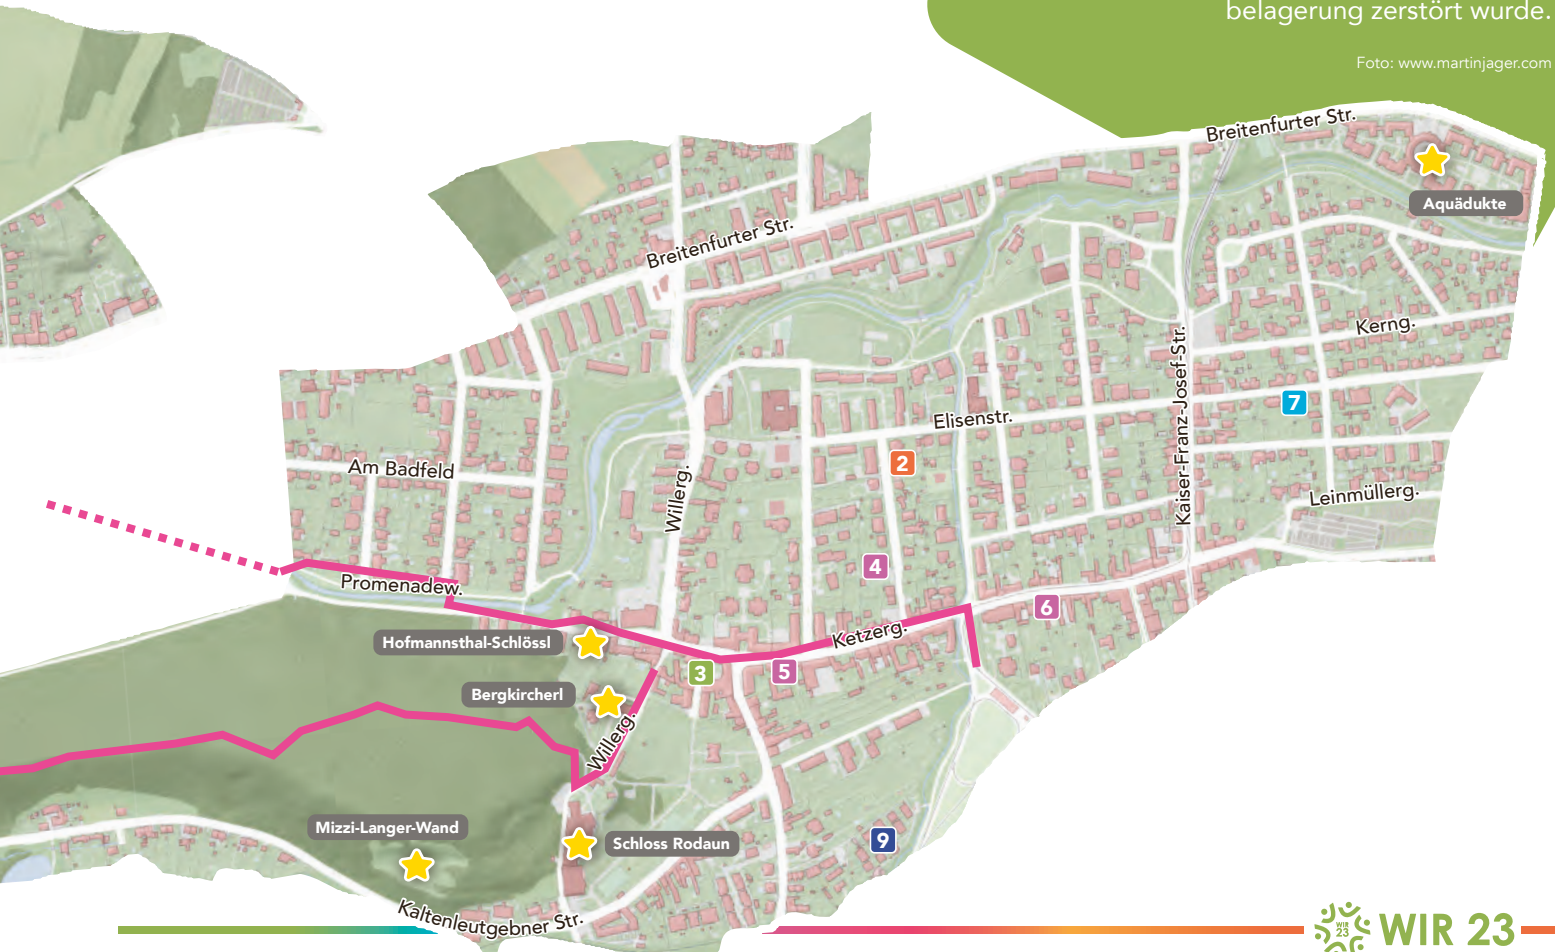 belagerung zerstört wurde.
Foto: www.martinjager.com
Breitenfurter Str.
Aquädukte
Breitenfurter Str.
Kerng.
Kaiser-Franz-Josef-Str.
7
Elisenstr.
2
Am Badfeld
Willerg.
Leinmüllerg.
4
Promenadew.
6
Ketzerg.
Hofmannsthal-Schlössl
3
5
Bergkircherl
Willerg.
Mizzi-Langer-Wand
Schloss Rodaun
9
Kaltenleutgebner Str.
WIR
23
WIR 23